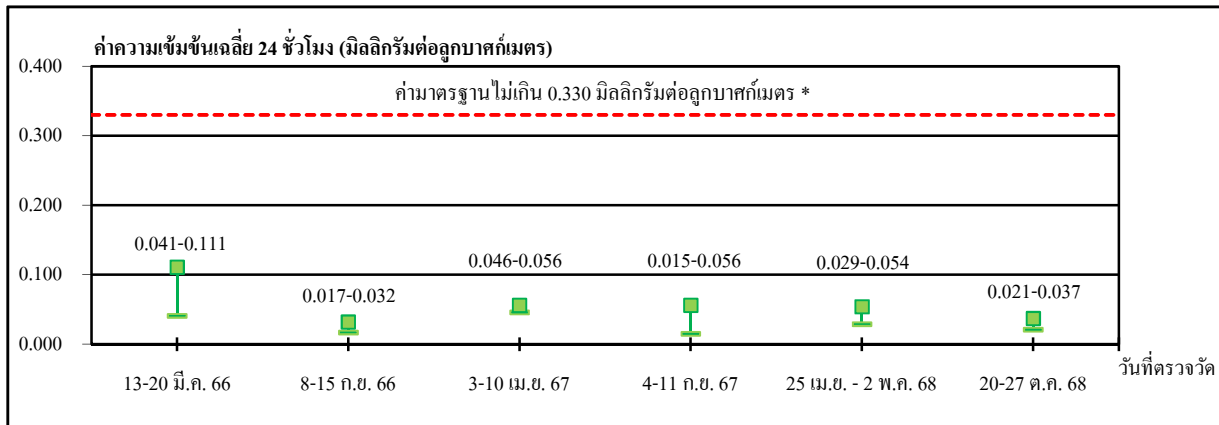 ค่าความเข้มข้นเฉลี่ย 24 ชั่วโมง (มิลลิกรัมต่อลูกบาศก์เมตร)
0.400
ค่ามาตรฐานไม่เกิน 0.330 มิลลิกรัมต่อลูกบาศก์เมตร *
0.300
0.200
0.041-0.111
0.017-0.032
0.046-0.056
0.015-0.056
0.029-0.054
0.021-0.037
0.100
0.000
วันที่ตรวจวัด
13-20 มี.ค. 66
8-15 ก.ย. 66
3-10 เม.ย. 67
4-11 ก.ย. 67
25 เม.ย. - 2 พ.ค. 68
20-27 ต.ค. 68